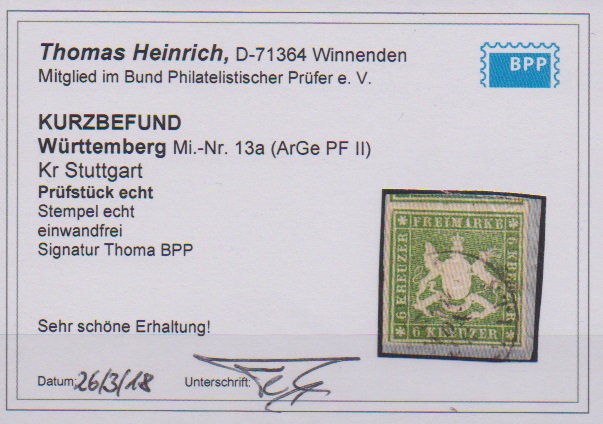 Thomas Heinrich, D-71364 Winnenden
Mitglied im Bund Philatelistischer Prüfer e. V.
BPP
KURZBEFUND
Württemberg Mi.-Nr. 13a (ArGe PF II)
Kr Stuttgart
Prüfstück echt
Stempel echt
einwandfrei
Signatur Thoma BPP
FREIMARKE
6 KREUZER
6 KREUZER
6 KREUZER
Sehr schöne Erhaltung!
Datum: 26/3/18 Unterschrift: